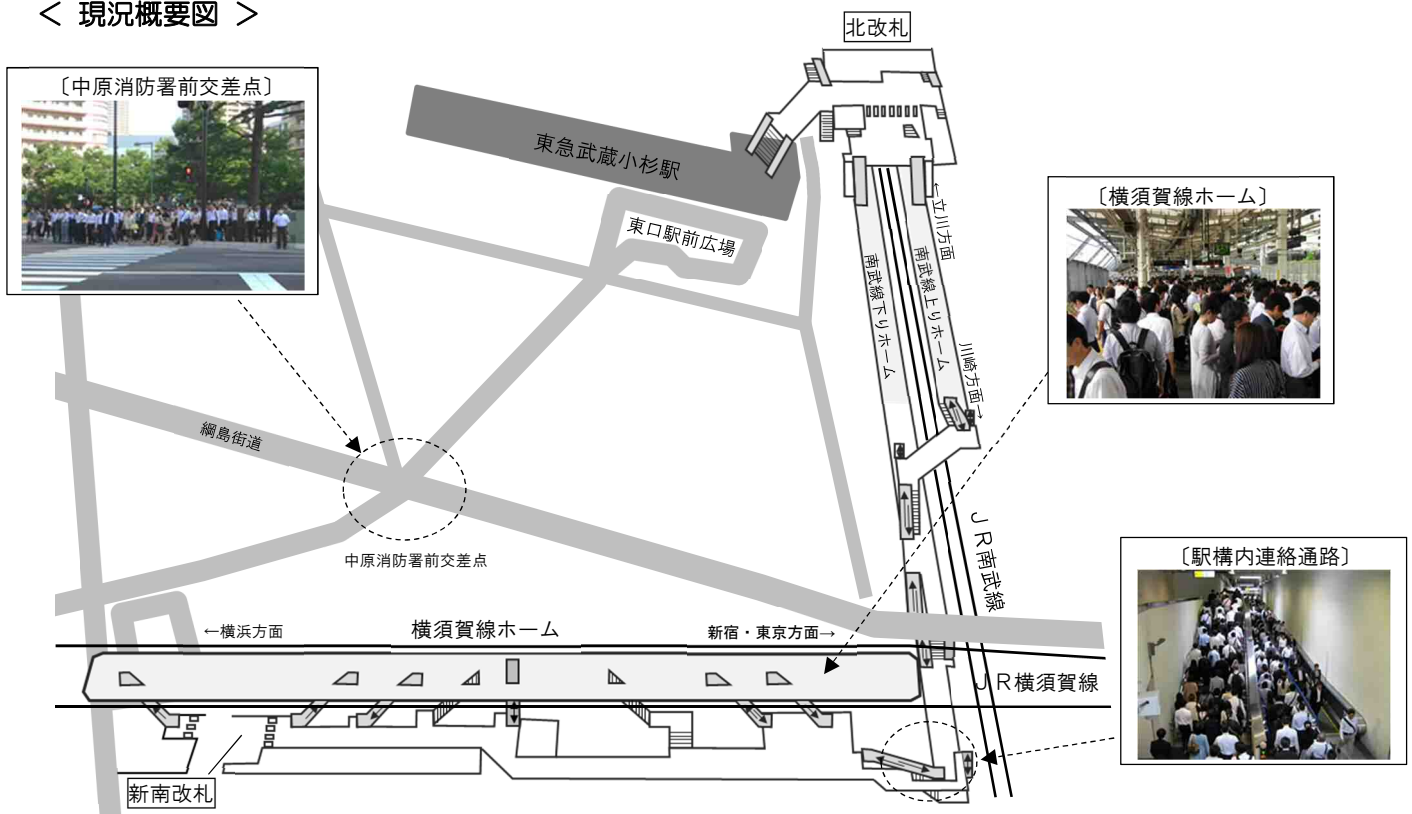 ＜ 現況概要図 ＞
北改札
〔中原消防署前交差点〕
東急武蔵小杉駅
〔横須賀線ホーム〕
←立川方面
東口駅前広場
南武線下りホーム
南武線上りホーム
川崎方面→
綱島街道
中原消防署前交差点
ＪＲ南武線
〔駅構内連絡通路〕
←横浜方面
横須賀線ホーム
新宿・東京方面→
ＪＲ横須賀線
新南改札